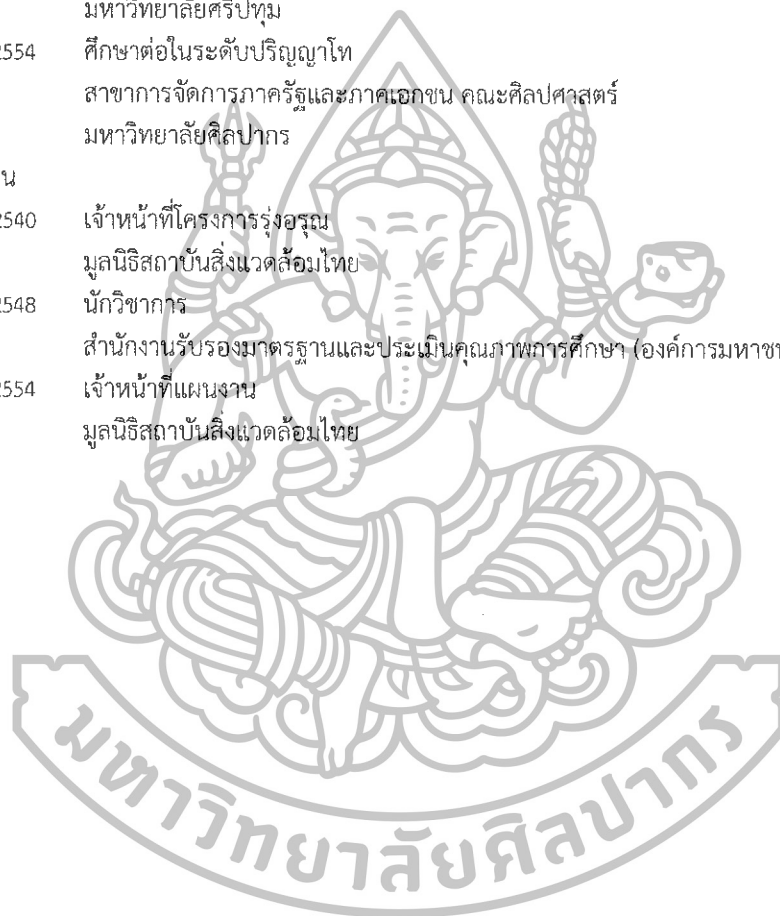 มหาวิทยาลัยศรีปทุม
2554 ศึกษาต่อในระดับปริญญาโท
สาขาการจัดการภาครัฐและภาคเอกชน คณะศิลปศาสตร์
มหาวิทยาลัยศิลปากร
น
2540 เจ้าหน้าที่โครงการรุ่งอรุณ
มูลนิธิสถาบันสิ่งแวดล้อมไทย
2548 นักวิชาการ
สำนักงานรับรองมาตรฐานและประเมินคุณภาพการศึกษา (องค์การมหาชน
2554 เจ้าหน้าที่แผนงาน
มูลนิธิสถาบันสิ่งแวดล้อมไทย
มหาวิทยาลัยศิลปากร